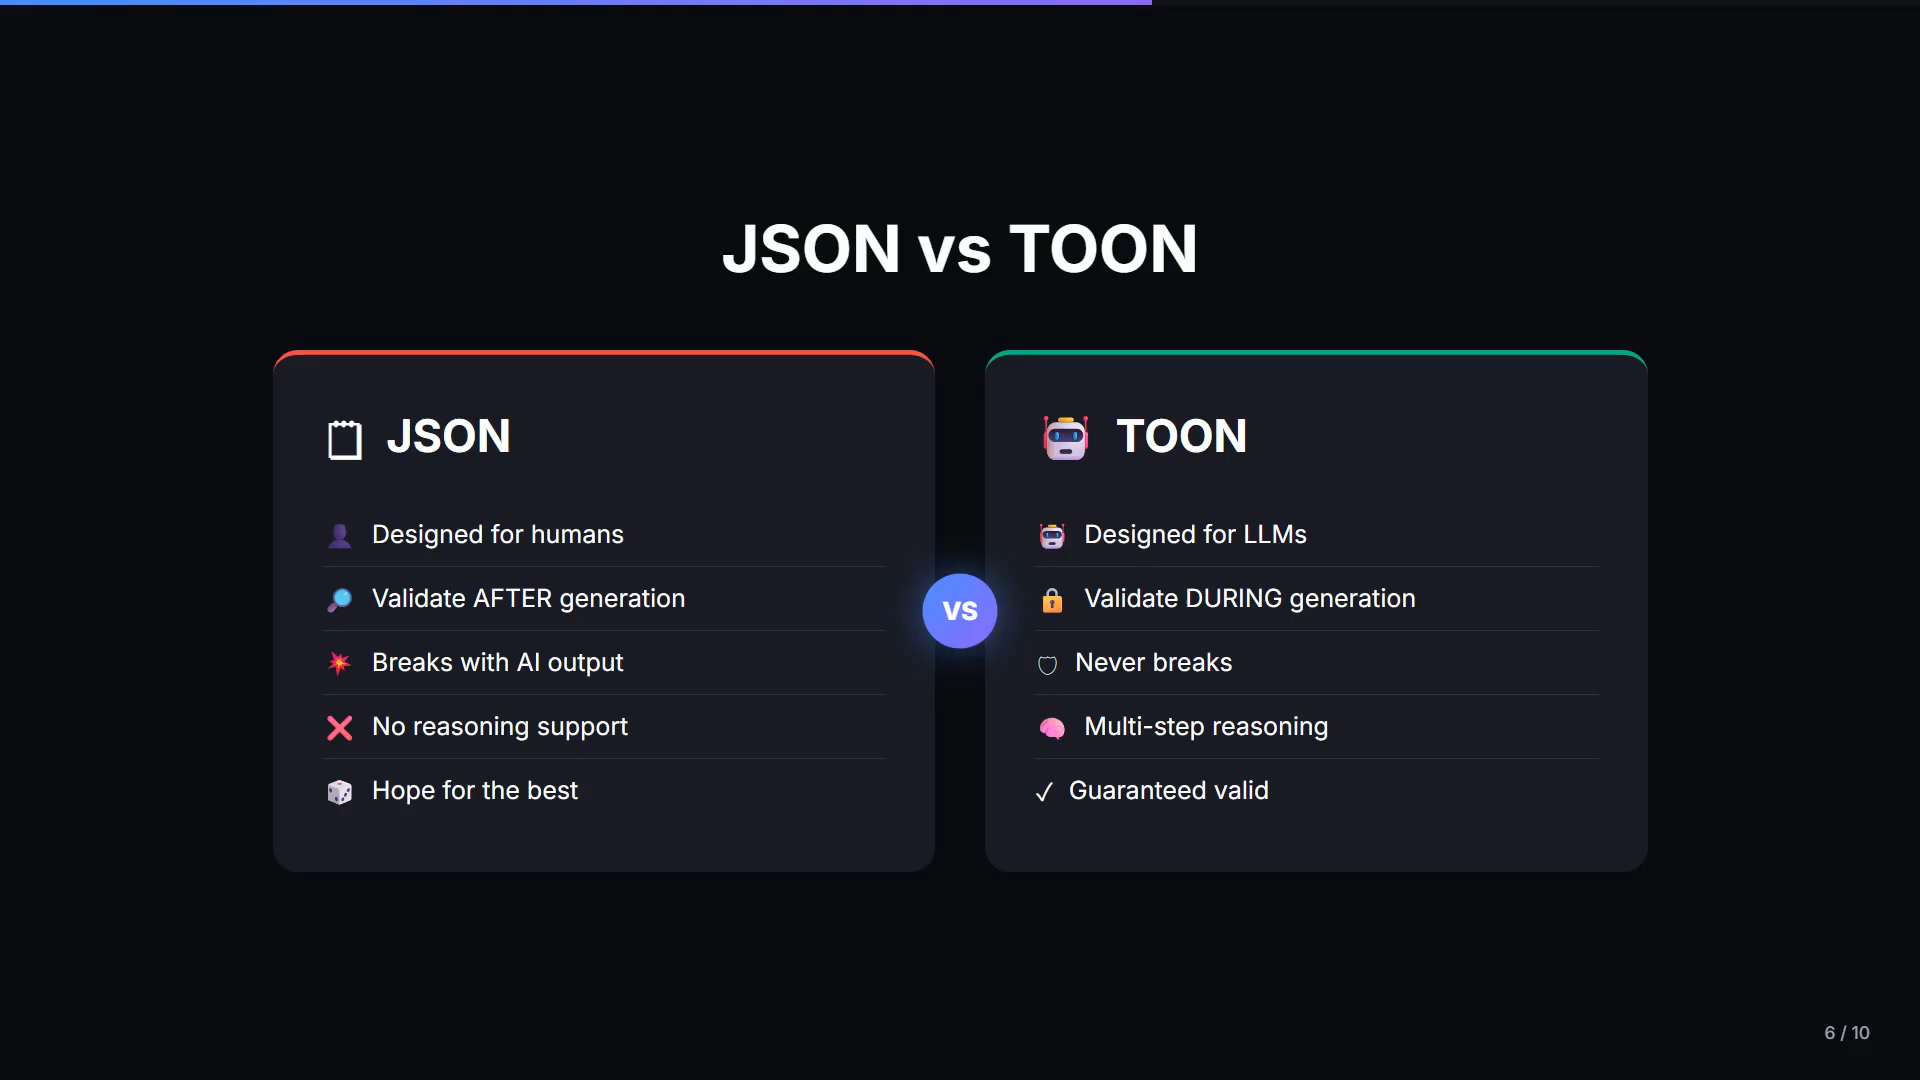 JSON vs TOON
JSON
Designed for humans
Validate AFTER generation
Breaks with AI output
No reasoning support
Hope for the best
VS
TOON
Designed for LLMs
Validate DURING generation
Never breaks
Multi-step reasoning
Guaranteed valid
6 / 10